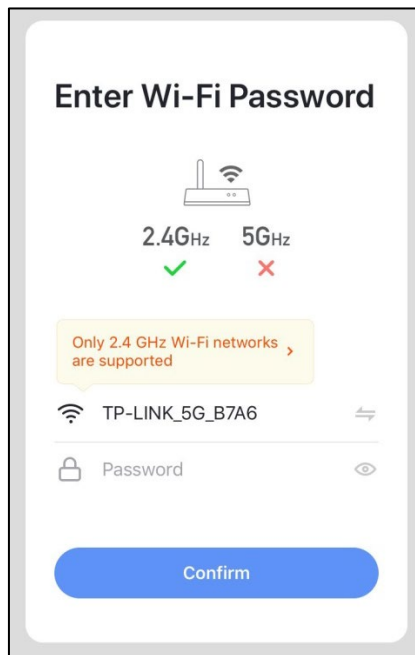 Enter Wi-Fi Password
2.4GHz 5GHz
Only 2.4 GHz Wi-Fi networks
are supported
TP-LINK_5G_B7A6
Password
Confirm